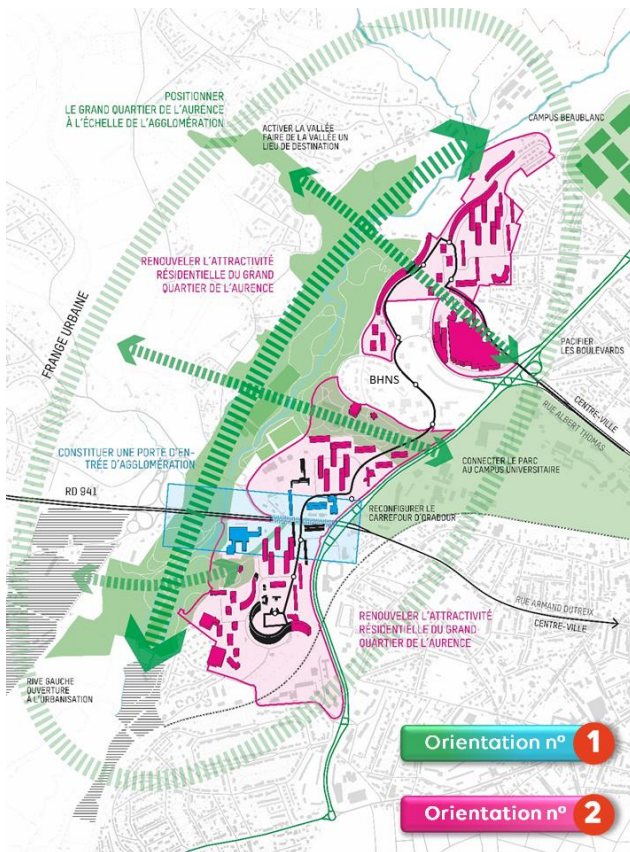 POSITIONNER
LE GRAND QUARTIER DE L'AURENCE
À L'ÉCHELLE DE L'AGGLOMÉRATION
CAMPUS BEAUBLANC
ACTIVER LA VALLÉE
FAIRE DE LA VALLÉE UN
LIEU DE DESTINATION
RENOUVELER L'ATTRACTIVITÉ
RÉSIDENTIELLE DU GRAND
QUARTIER DE L'AURENCE
FRANGE URBAINE
PACIFIER
LES BOULEVARDS
BHNS
CENTRE-VILLE
RUE ALBERT THOMAS
CONSTITUER UNE PORTE D'EN-
TRÉE D'AGGLOMÉRATION
CONNECTER LE PARC
AU CAMPUS UNIVERSITAIRE
RD 941
RECONFIGURER LE
CARREFOUR D'ORADOUR
RUE ARMAND DUTREIX
CENTRE-VILLE
RENOUVELER L'ATTRACTIVITÉ
RÉSIDENTIELLE DU GRAND
QUARTIER DE L'AURENCE
RIVE GAUCHE
OUVERTURE
À L'URBANISATION
Orientation n° 1
Orientation n° 2